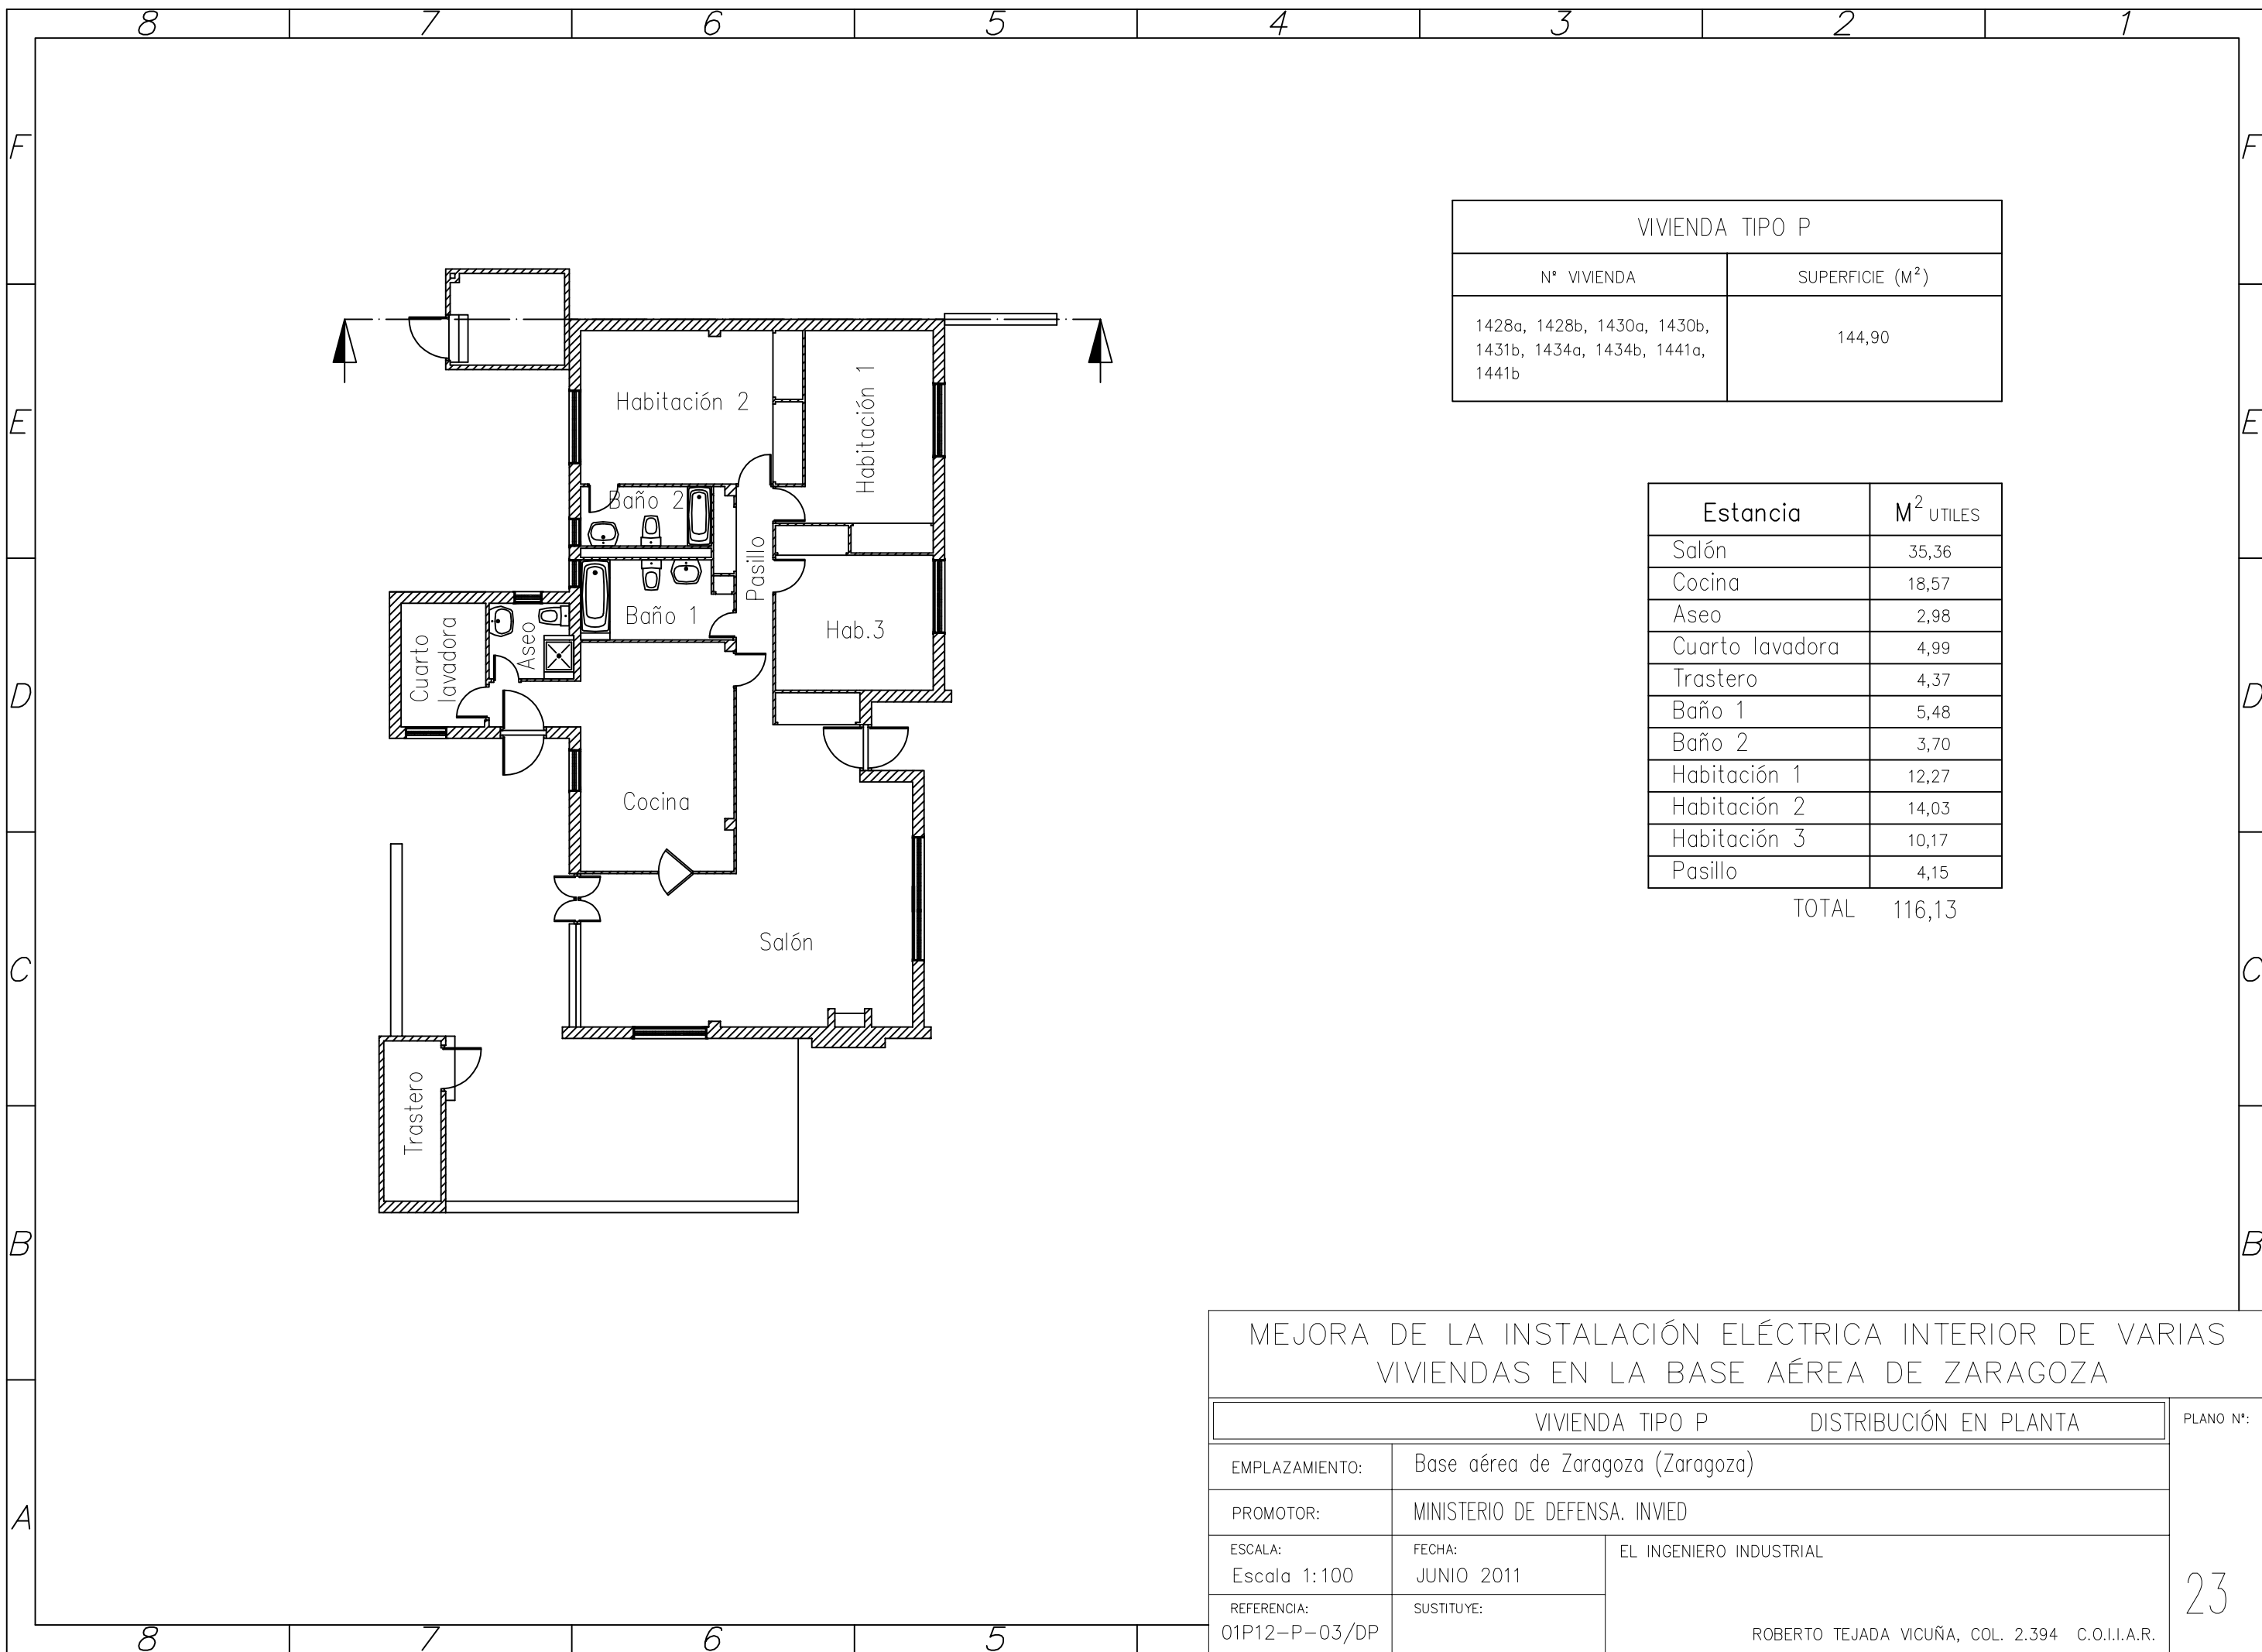 8 7 6 5 4 3 2 1
F F
E E
D D
C C
B B
A
VIVIENDA TIPO P
Nº VIVIENDA SUPERFICIE (M²)
1428a, 1428b, 1430a, 1430b,
1431b, 1434a, 1434b, 1441a,
1441b
144,90
Habitación 2
Habitación 1
Baño 2
Pasillo
Baño 1
Hab.3
Aseo
Cuarto
lavadora
Cocina
Salón
Trastero
Estancia M² UTILES
Salón 35,36
Cocina 18,57
Aseo 2,98
Cuarto lavadora 4,99
Trastero 4,37
Baño 1 5,48
Baño 2 3,70
Habitación 1 12,27
Habitación 2 14,03
Habitación 3 10,17
Pasillo 4,15
TOTAL 116,13
MEJORA DE LA INSTALACIÓN ELÉCTRICA INTERIOR DE VARIAS
VIVIENDAS EN LA BASE AÉREA DE ZARAGOZA
VIVIENDA TIPO P DISTRIBUCIÓN EN PLANTA
PLANO Nº:
23
EMPLAZAMIENTO: Base aérea de Zaragoza (Zaragoza)
PROMOTOR: MINISTERIO DE DEFENSA. INVIED
ESCALA:
Escala 1:100
FECHA:
JUNIO 2011
EL INGENIERO INDUSTRIAL
REFERENCIA:
01P12-P-03/DP
SUSTITUYE:
ROBERTO TEJADA VICUÑA, COL. 2.394 C.O.I.I.A.R.
8 7 6 5